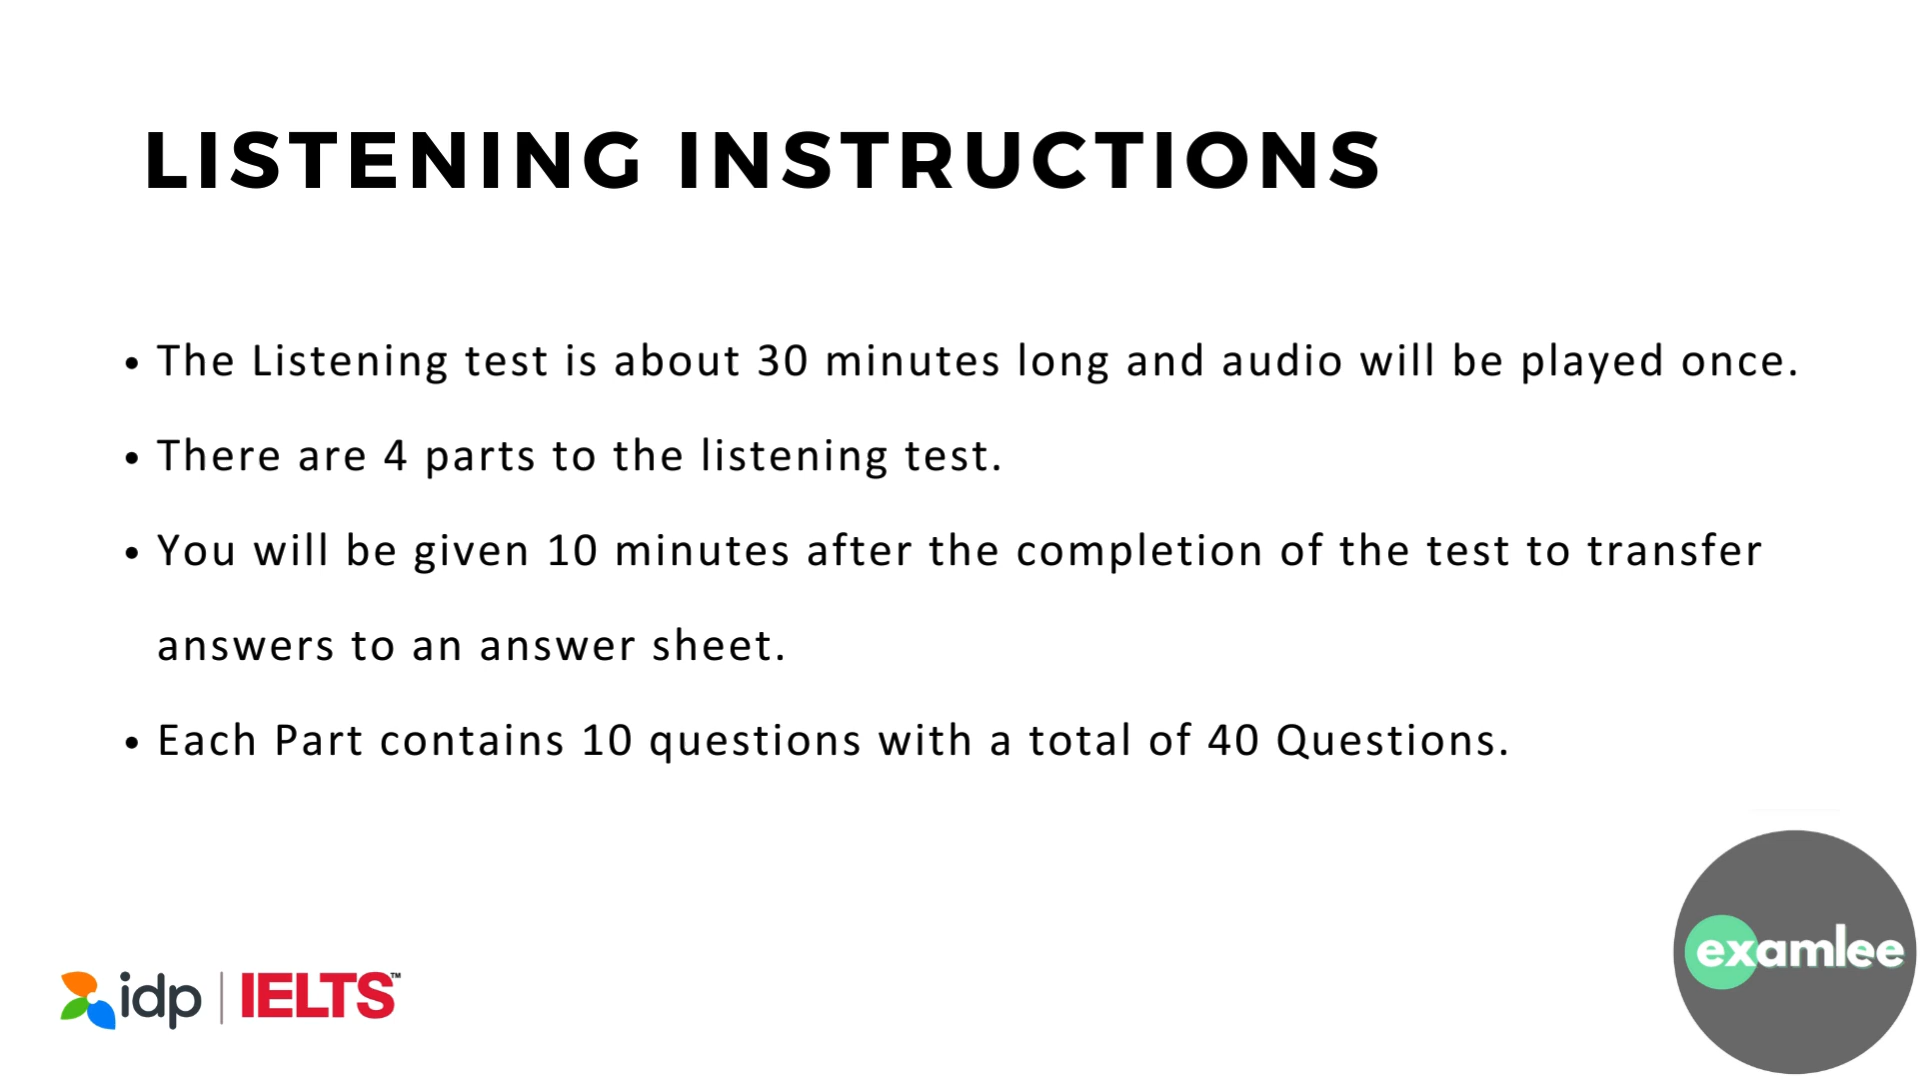 LISTENING INSTRUCTIONS
• The Listening test is about 30 minutes long and audio will be played once.
• There are 4 parts to the listening test.
• You will be given 10 minutes after the completion of the test to transfer
answers to an answer sheet.
• Each Part contains 10 questions with a total of 40 Questions.
idp | IELTS™
examlee